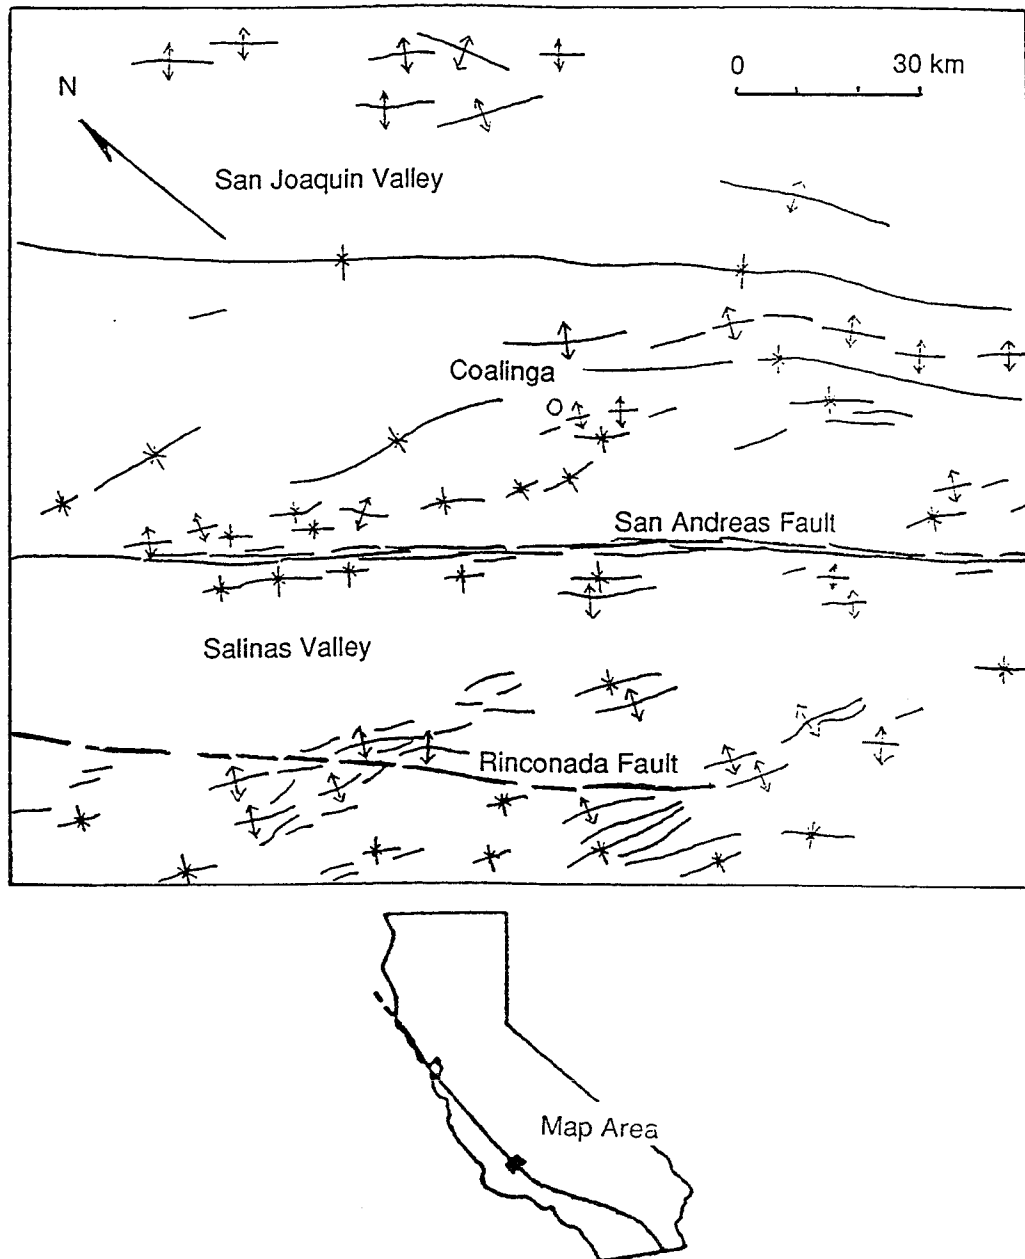 0 30 km
N
San Joaquin Valley
Coalinga
San Andreas Fault
Salinas Valley
Rinconada Fault
Map Area